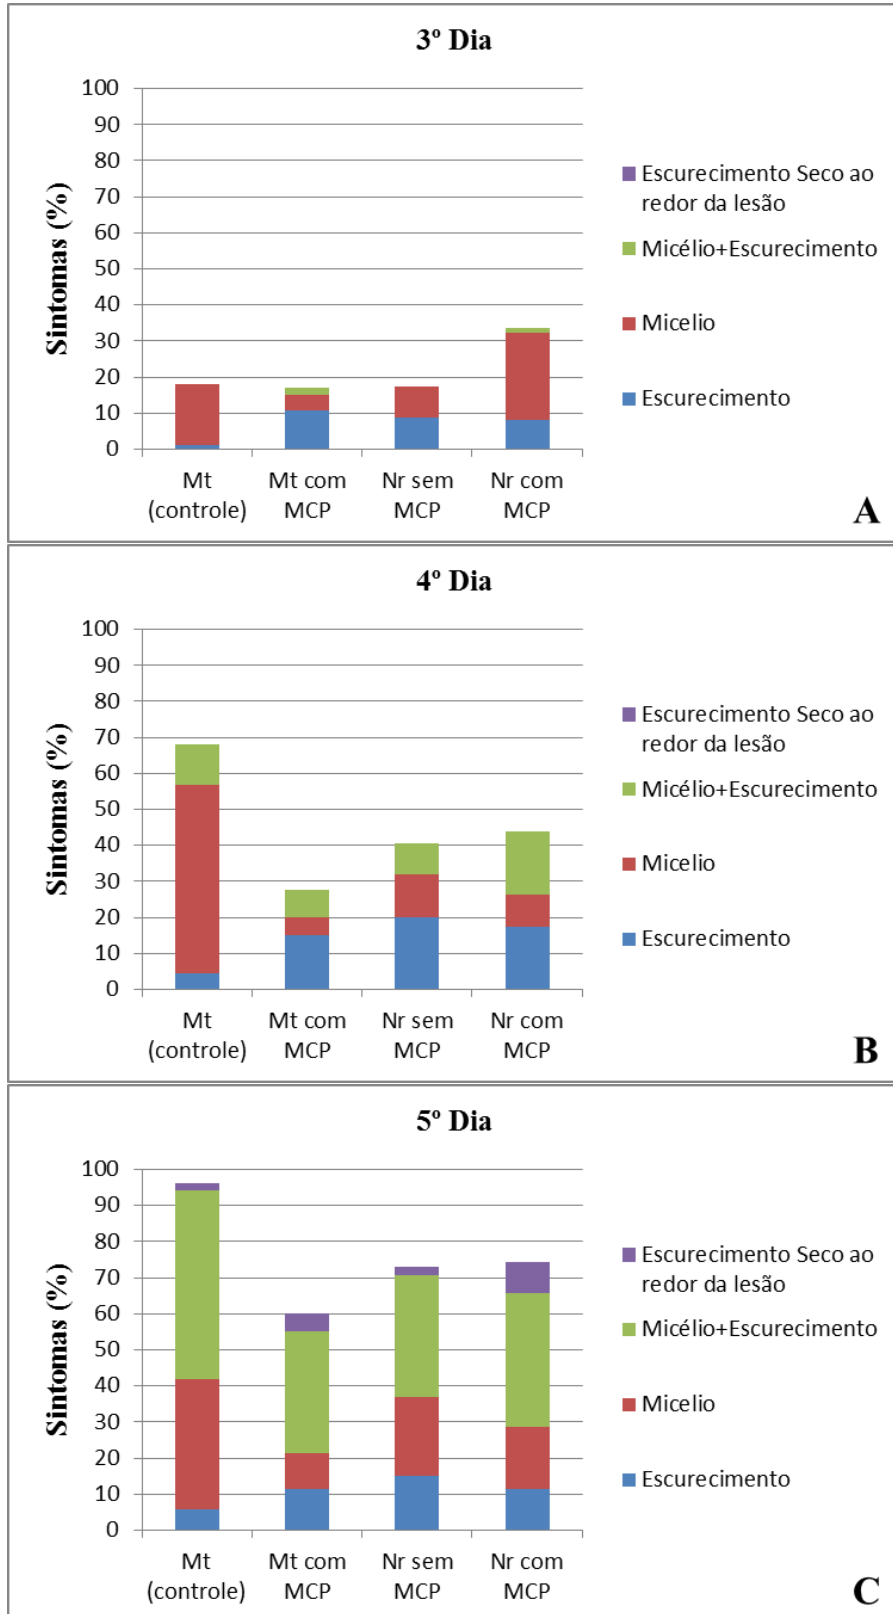 3º Dia
Sintomas (%)
100
90
80
70
60
50
40
30
20
10
0
Mt
(controle)
Mt com
MCP
Nr sem
MCP
Nr com
MCP
Escurecimento Seco ao
redor da lesão
Micélio+Escurecimento
Micelio
Escurecimento
A
4º Dia
Sintomas (%)
100
90
80
70
60
50
40
30
20
10
0
Mt
(controle)
Mt com
MCP
Nr sem
MCP
Nr com
MCP
Escurecimento Seco ao
redor da lesão
Micélio+Escurecimento
Micelio
Escurecimento
B
5º Dia
Sintomas (%)
100
90
80
70
60
50
40
30
20
10
0
Mt
(controle)
Mt com
MCP
Nr sem
MCP
Nr com
MCP
Escurecimento Seco ao
redor da lesão
Micélio+Escurecimento
Micelio
Escurecimento
C